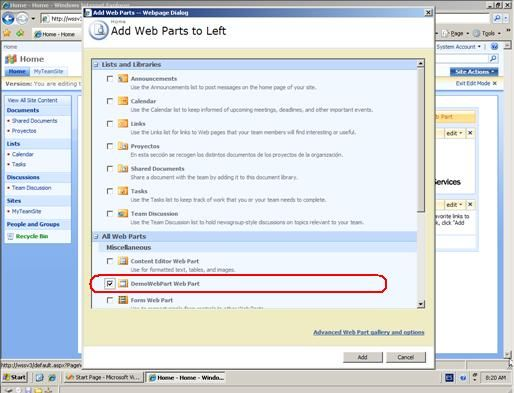 Home - Home - Windows Internet Explorer
Add Web Parts -- Webpage Dialog
http://wssv3/
Home
Add Web Parts to Left
Home - Home
Page
Tools
Home
System Account
Home
Home
MyTeamSite
Site Actions
Version: You are editing t
Exit Edit Mode
View All Site Content
Documents
Shared Documents
Proyectos
Lists
Calendar
Tasks
Discussions
Team Discussion
Sites
MyTeamSite
People and Groups
Recycle Bin
Lists and Libraries
Announcements
Use the Announcements list to post messages on the home page of your site.
Calendar
Use the Calendar list to keep informed of upcoming meetings, deadlines, and other important events.
Links
Use the Links list for links to Web pages that your team members will find interesting or useful.
Proyectos
En esta sección se recogen los distintos documentos de los proyectos de la organización.
Shared Documents
Share a document with the team by adding it to this document library.
Tasks
Use the Tasks list to keep track of work that you or your team needs to complete.
Team Discussion
Use the Team Discussion list to hold newsgroup-style discussions on topics relevant to your team.
All Web Parts
Miscellaneous
Content Editor Web Part
Use for formatted text, tables, and images.
DemoWebPart Web Part
Form Web Part
b Part
edit
Services
edit
avorite links to
k, click "Add
Advanced Web Part gallery and options
Add
Cancel
http://wssv3/default.aspx?Page
Start
Start Page - Microsoft Vi...
Home - Home - Windo...
ES
8:20 AM